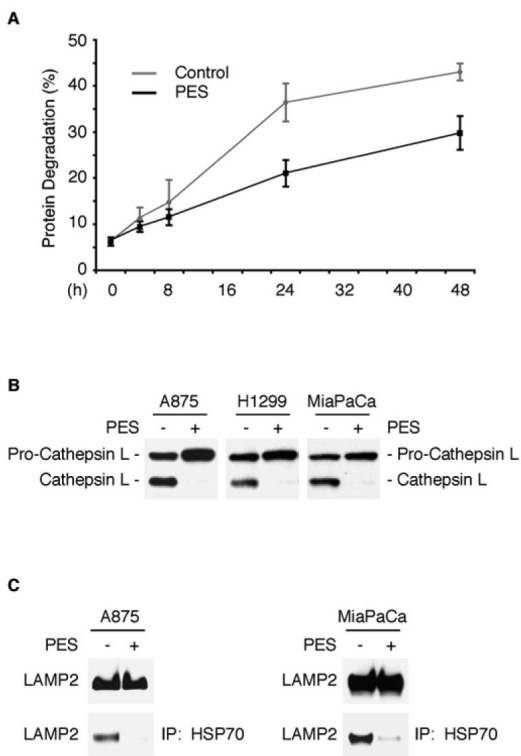 A
Protein Degradation (%)
50
40
30
20
10
0
Control
PES
(h) 0 8 16 24 32 40 48
B
A875 H1299 MiaPaCa
PES - + - + - + PES
Pro-Cathepsin L - - Pro-Cathepsin L
Cathepsin L - - Cathepsin L
C
A875 MiaPaCa
PES - + PES - +
LAMP2 LAMP2
LAMP2 IP: HSP70 LAMP2 IP: HSP70